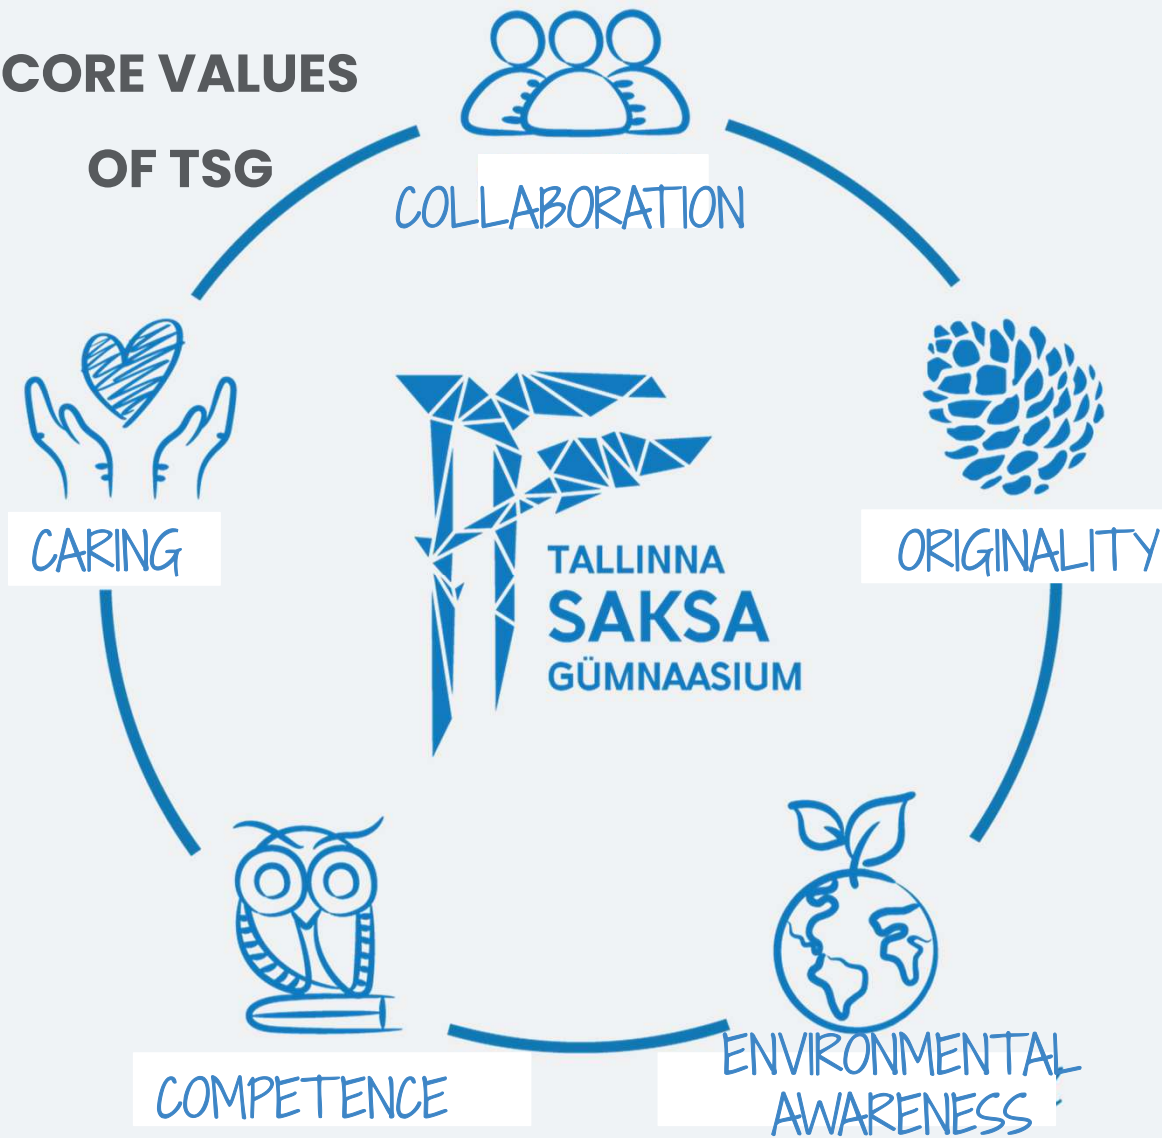 CORE VALUES
OF TSG
COLLABORATION
CARING
ORIGINALITY
TALLINNA
SAKSA
GÜMNAASIUM
COMPETENCE
ENVIRONMENTAL
AWARENESS